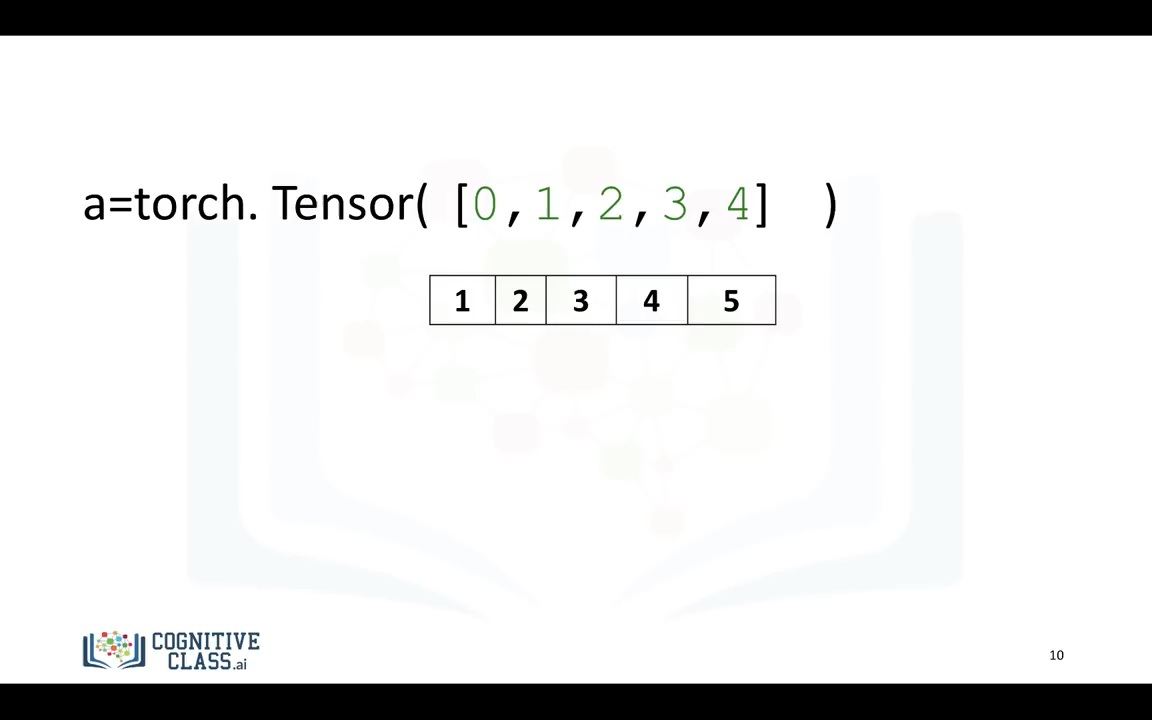 a=torch. Tensor( [0,1,2,3,4] )
1 2 3 4 5
COGNITIVE
CLASS.ai
10